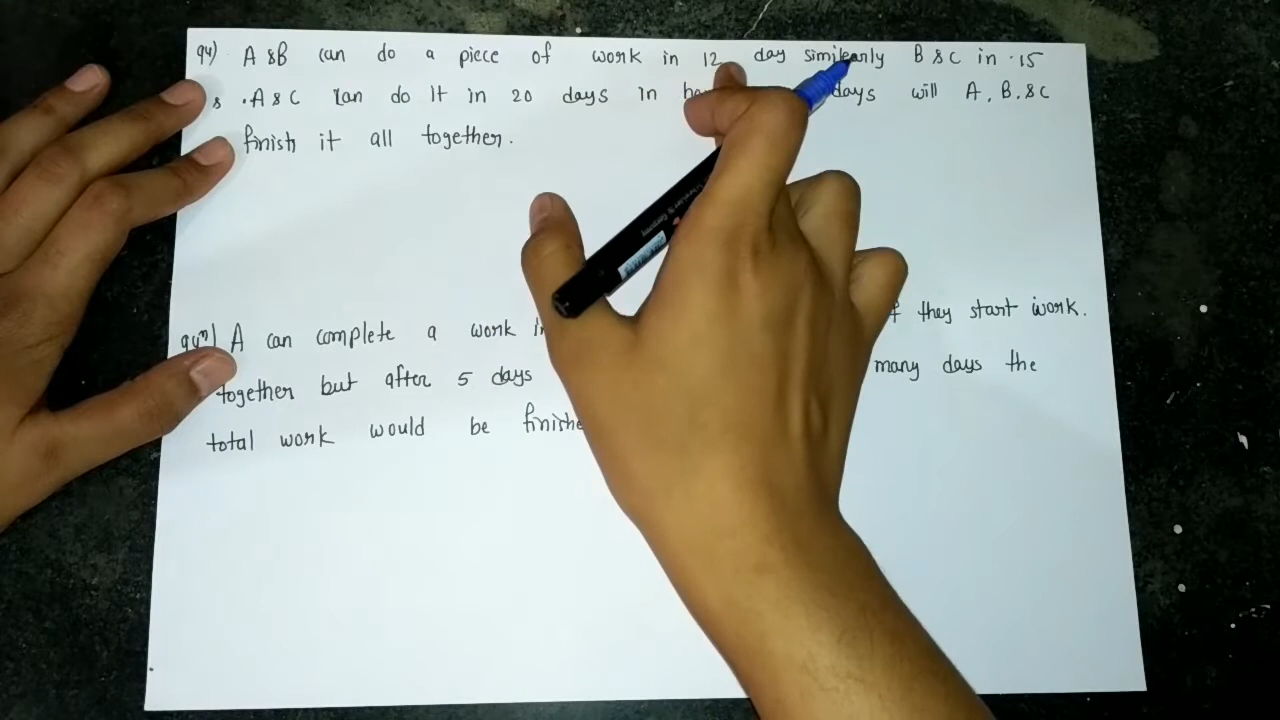 94) A &B can do a piece of work in 12 day similearly B &C in 15
& A & C can do it in 20 days in days will A, B, &C
finish it all together.
A can complete a work in they start work.
together but after 5 days many days the
total work would be